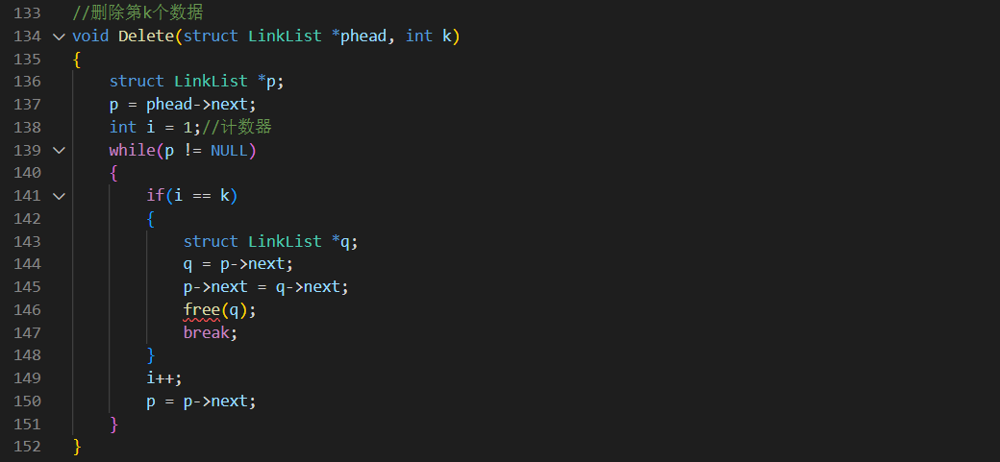 133 //删除第k个数据
134 void Delete(struct LinkList *phead, int k)
135 {
136     struct LinkList *p;
137     p = phead->next;
138     int i = 1;//计数器
139     while(p != NULL)
140     {
141         if(i == k)
142         {
143             struct LinkList *q;
144             q = p->next;
145             p->next = q->next;
146             free(q);
147             break;
148         }
149         i++;
150         p = p->next;
151     }
152 }